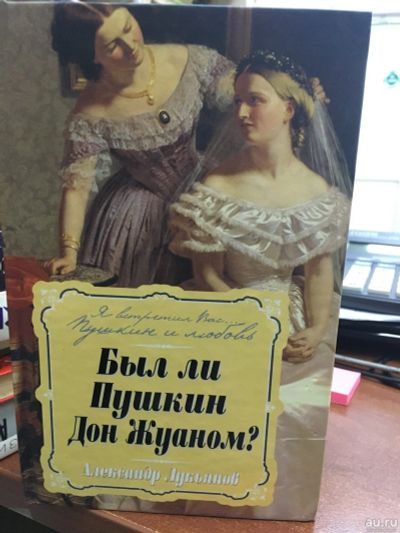 Я встретил Вас...
Пушкин и любовь
Был ли
Пушкин
Дон Жуаном?
Александр Лукьянов
au.ru